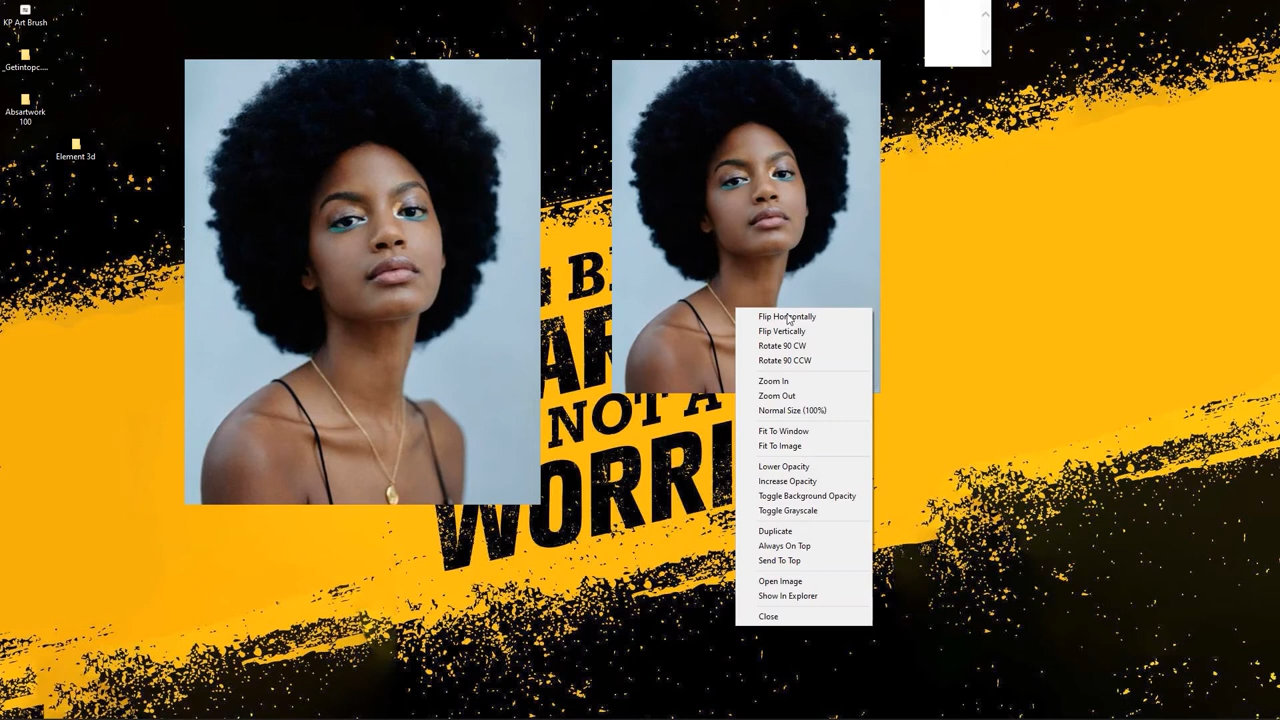 KP Art Brush
_Getintopc....
Absartwork
100
Element 3d
NOT A
WORRI
Flip Horizontally
Flip Vertically
Rotate 90 CW
Rotate 90 CCW
Zoom In
Zoom Out
Normal Size (100%)
Fit To Window
Fit To Image
Lower Opacity
Increase Opacity
Toggle Background Opacity
Toggle Grayscale
Duplicate
Always On Top
Send To Top
Open Image
Show In Explorer
Close